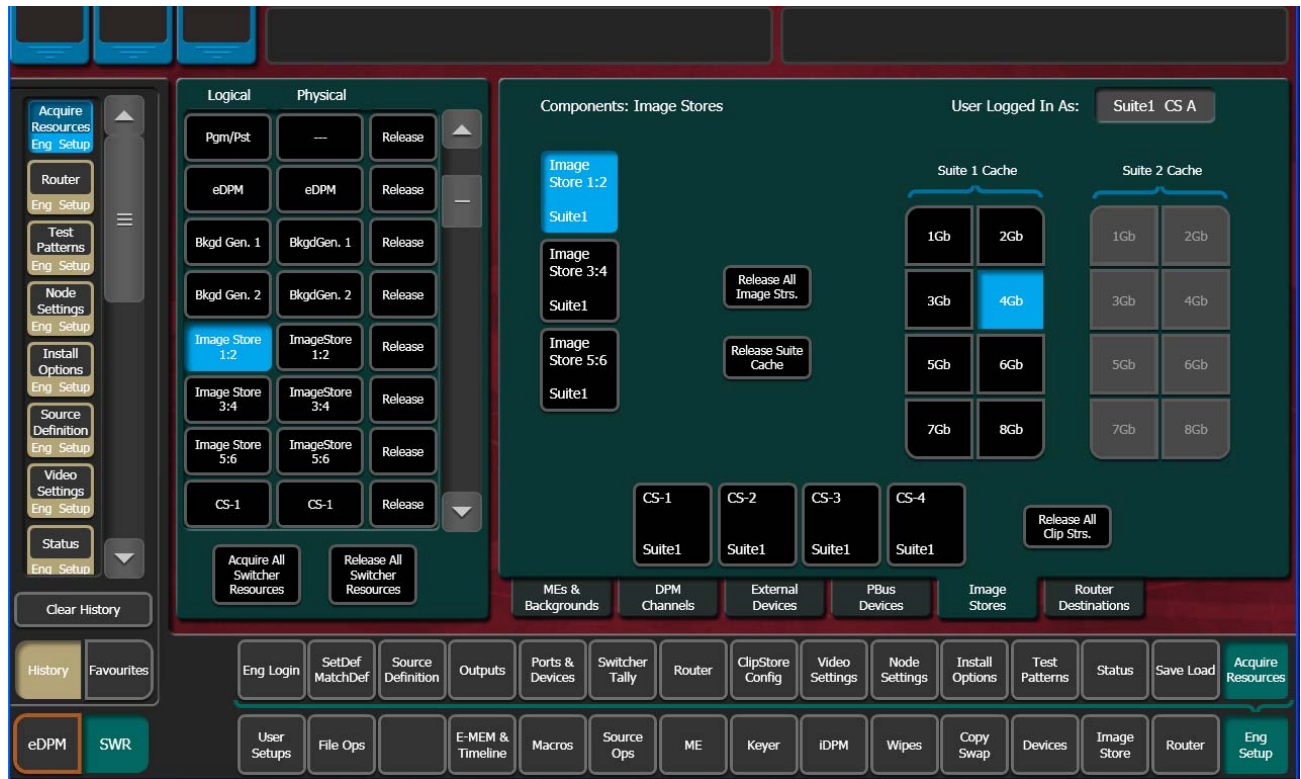 Acquire
Resources
Eng Setup
Router
Eng Setup
Test
Patterns
Eng Setup
Node
Settings
Eng Setup
Install
Options
Eng Setup
Source
Definition
Eng Setup
Video
Settings
Eng Setup
Status
Eng Setup
Clear History
History Favourites
eDPM SWR
Logical Physical
Pgm/Pst --- Release
eDPM eDPM Release
Bkgd Gen. 1 BkgdGen. 1 Release
Bkgd Gen. 2 BkgdGen. 2 Release
Image Store ImageStore Release
1:2 1:2
Image Store ImageStore Release
3:4 3:4
Image Store ImageStore Release
5:6 5:6
CS-1 CS-1 Release
Acquire All Release All
Switcher Switcher
Resources Resources
Components: Image Stores User Logged In As: Suite1 CS A
Image
Store 1:2
Suite1
Image
Store 3:4
Suite1
Image
Store 5:6
Suite1
Release All
Image Strs.
Release Suite
Cache
Suite 1 Cache
1Gb 2Gb
3Gb 4Gb
5Gb 6Gb
7Gb 8Gb
Suite 2 Cache
1Gb 2Gb
3Gb 4Gb
5Gb 6Gb
7Gb 8Gb
CS-1 CS-2 CS-3 CS-4
Suite1 Suite1 Suite1 Suite1
Release All
Clip Strs.
MEs & DPM External PBus Image Router
Backgrounds Channels Devices Devices Stores Destinations
Eng Login SetDef Source Outputs Ports & Switcher Router ClipStore Video Node Install Test Status Save Load Acquire
MatchDef Definition Devices Tally Config Settings Settings Options Patterns Resources
User File Ops E-MEM & Macros Source ME Keyer iDPM Wipes Copy Devices Image Router Eng
Setups Timeline Ops Swap Store Setup